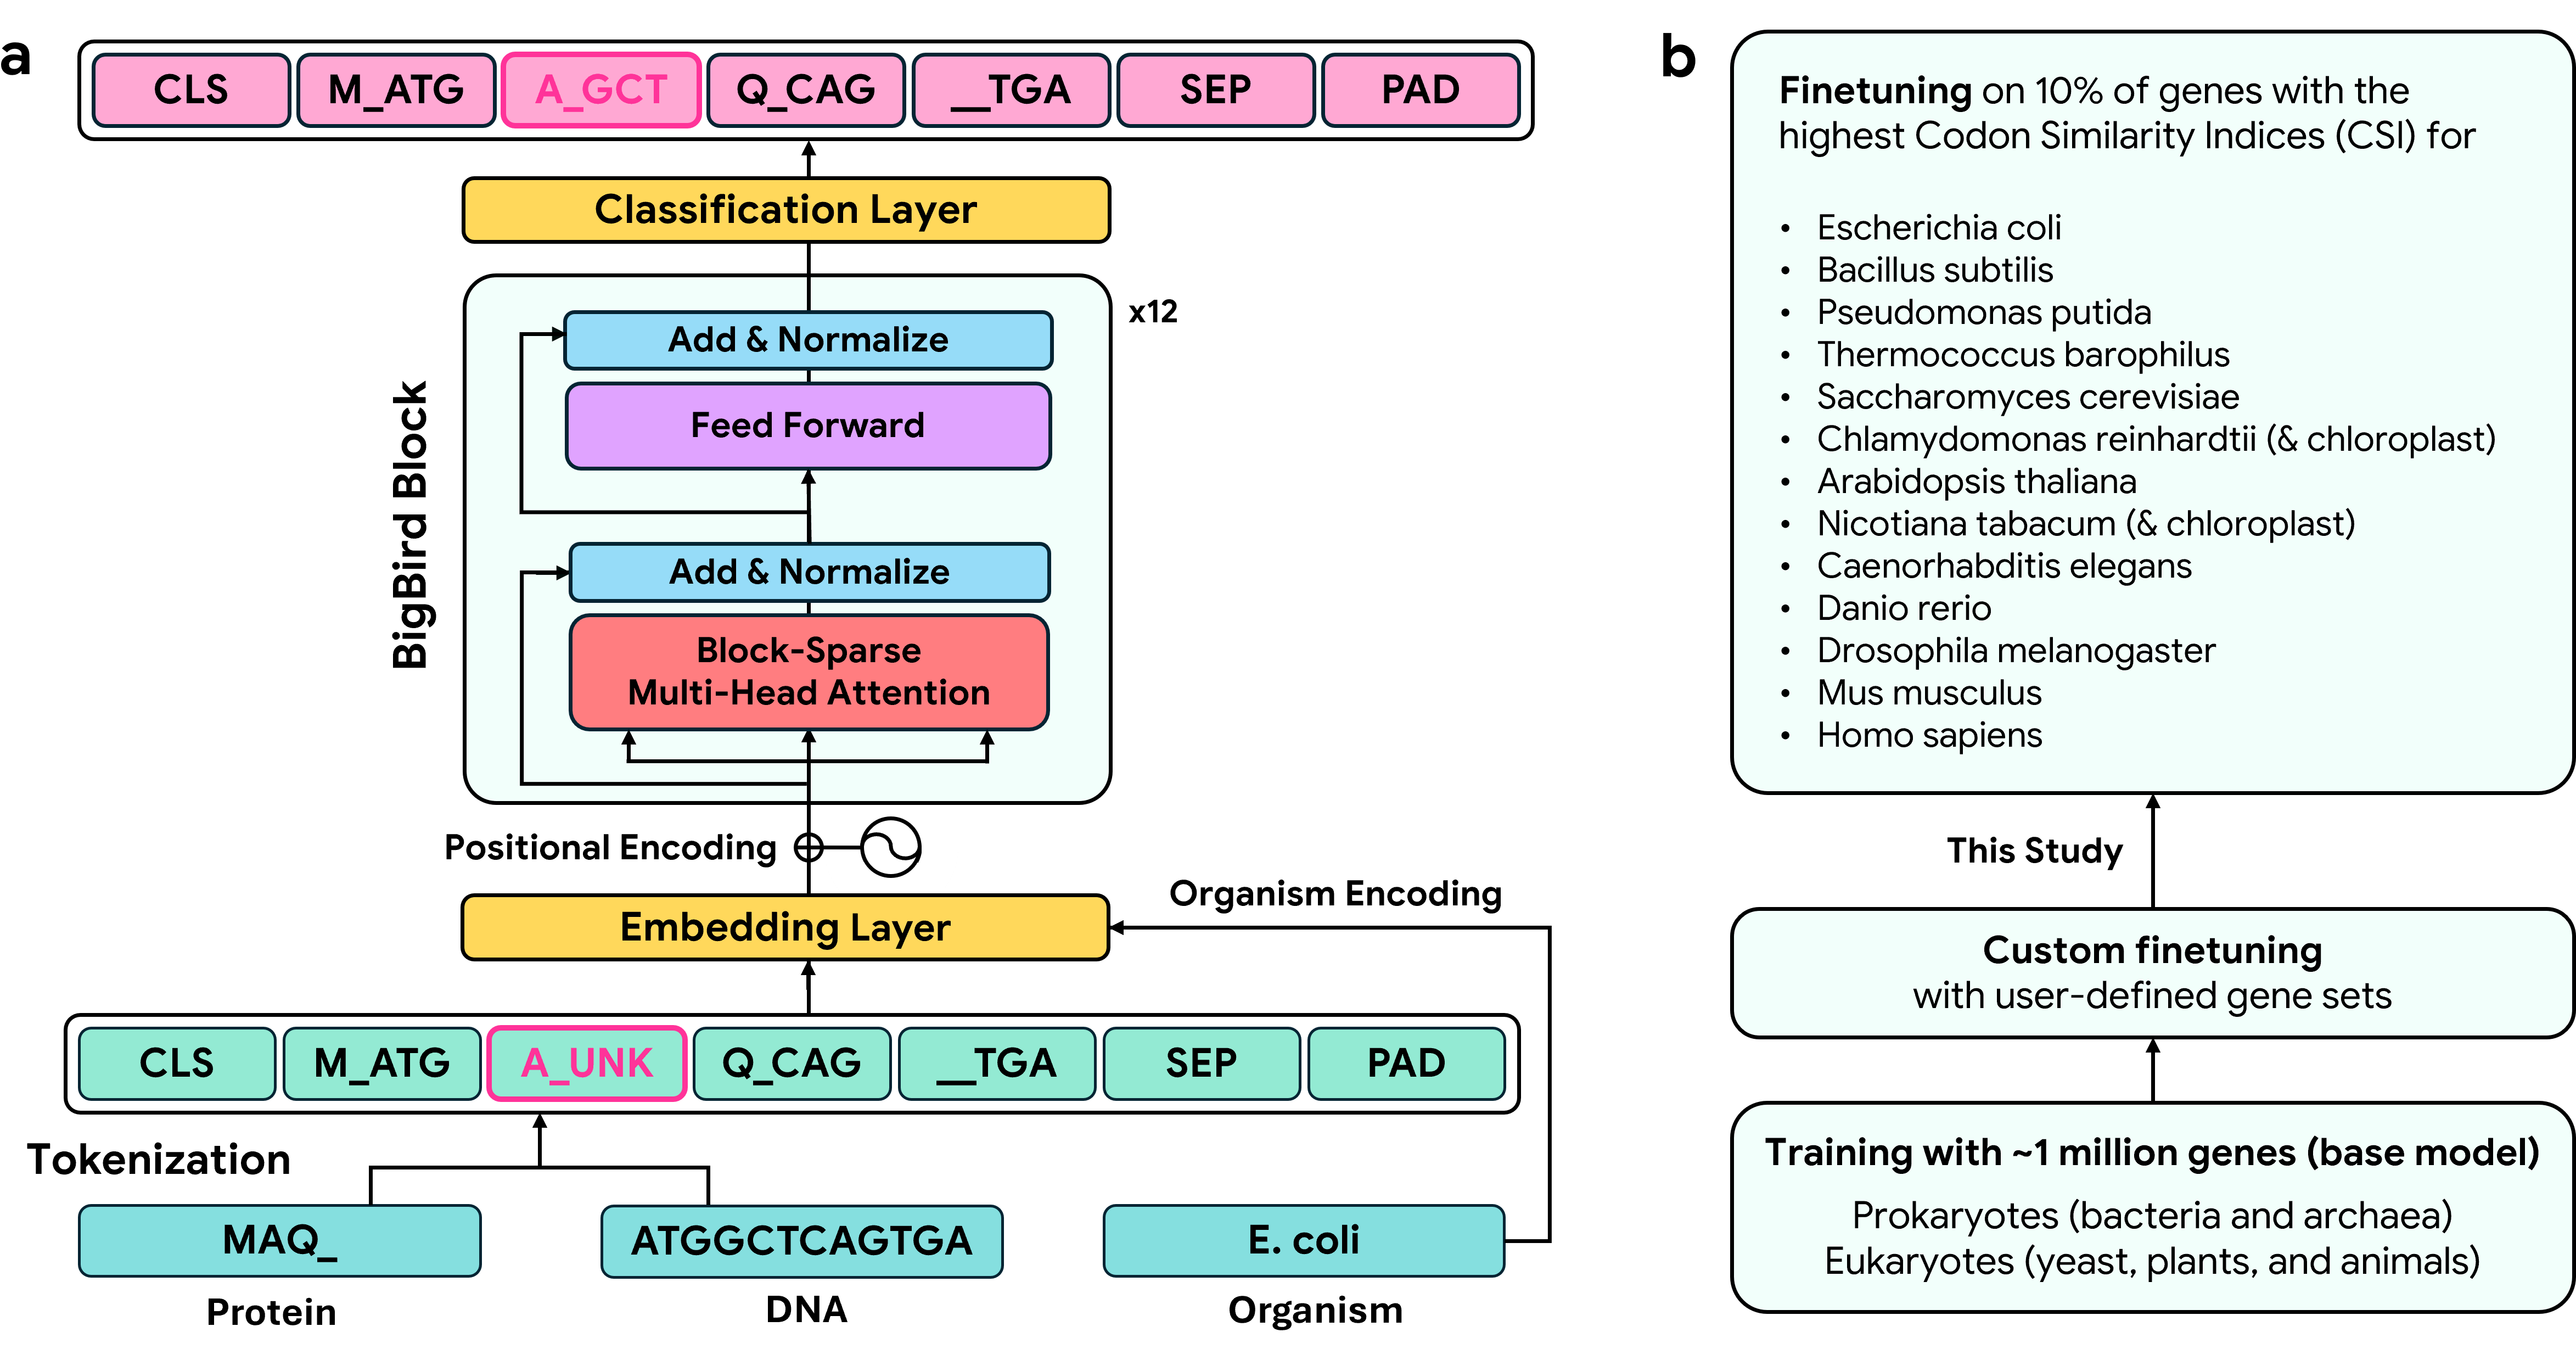 a
CLS M_ATG A_GCT Q_CAG __TGA SEP PAD
Classification Layer
x12
Add & Normalize
Feed Forward
BigBird Block
Add & Normalize
Block-Sparse
Multi-Head Attention
Positional Encoding
Organism Encoding
Embedding Layer
CLS M_ATG A_UNK Q_CAG __TGA SEP PAD
Tokenization
MAQ_ ATGGCTCAGTGA E. coli
Protein DNA Organism
b
Finetuning on 10% of genes with the
highest Codon Similarity Indices (CSI) for
• Escherichia coli
• Bacillus subtilis
• Pseudomonas putida
• Thermococcus barophilus
• Saccharomyces cerevisiae
• Chlamydomonas reinhardtii (& chloroplast)
• Arabidopsis thaliana
• Nicotiana tabacum (& chloroplast)
• Caenorhabditis elegans
• Danio rerio
• Drosophila melanogaster
• Mus musculus
• Homo sapiens
This Study
Custom finetuning
with user-defined gene sets
Training with ~1 million genes (base model)
Prokaryotes (bacteria and archaea)
Eukaryotes (yeast, plants, and animals)